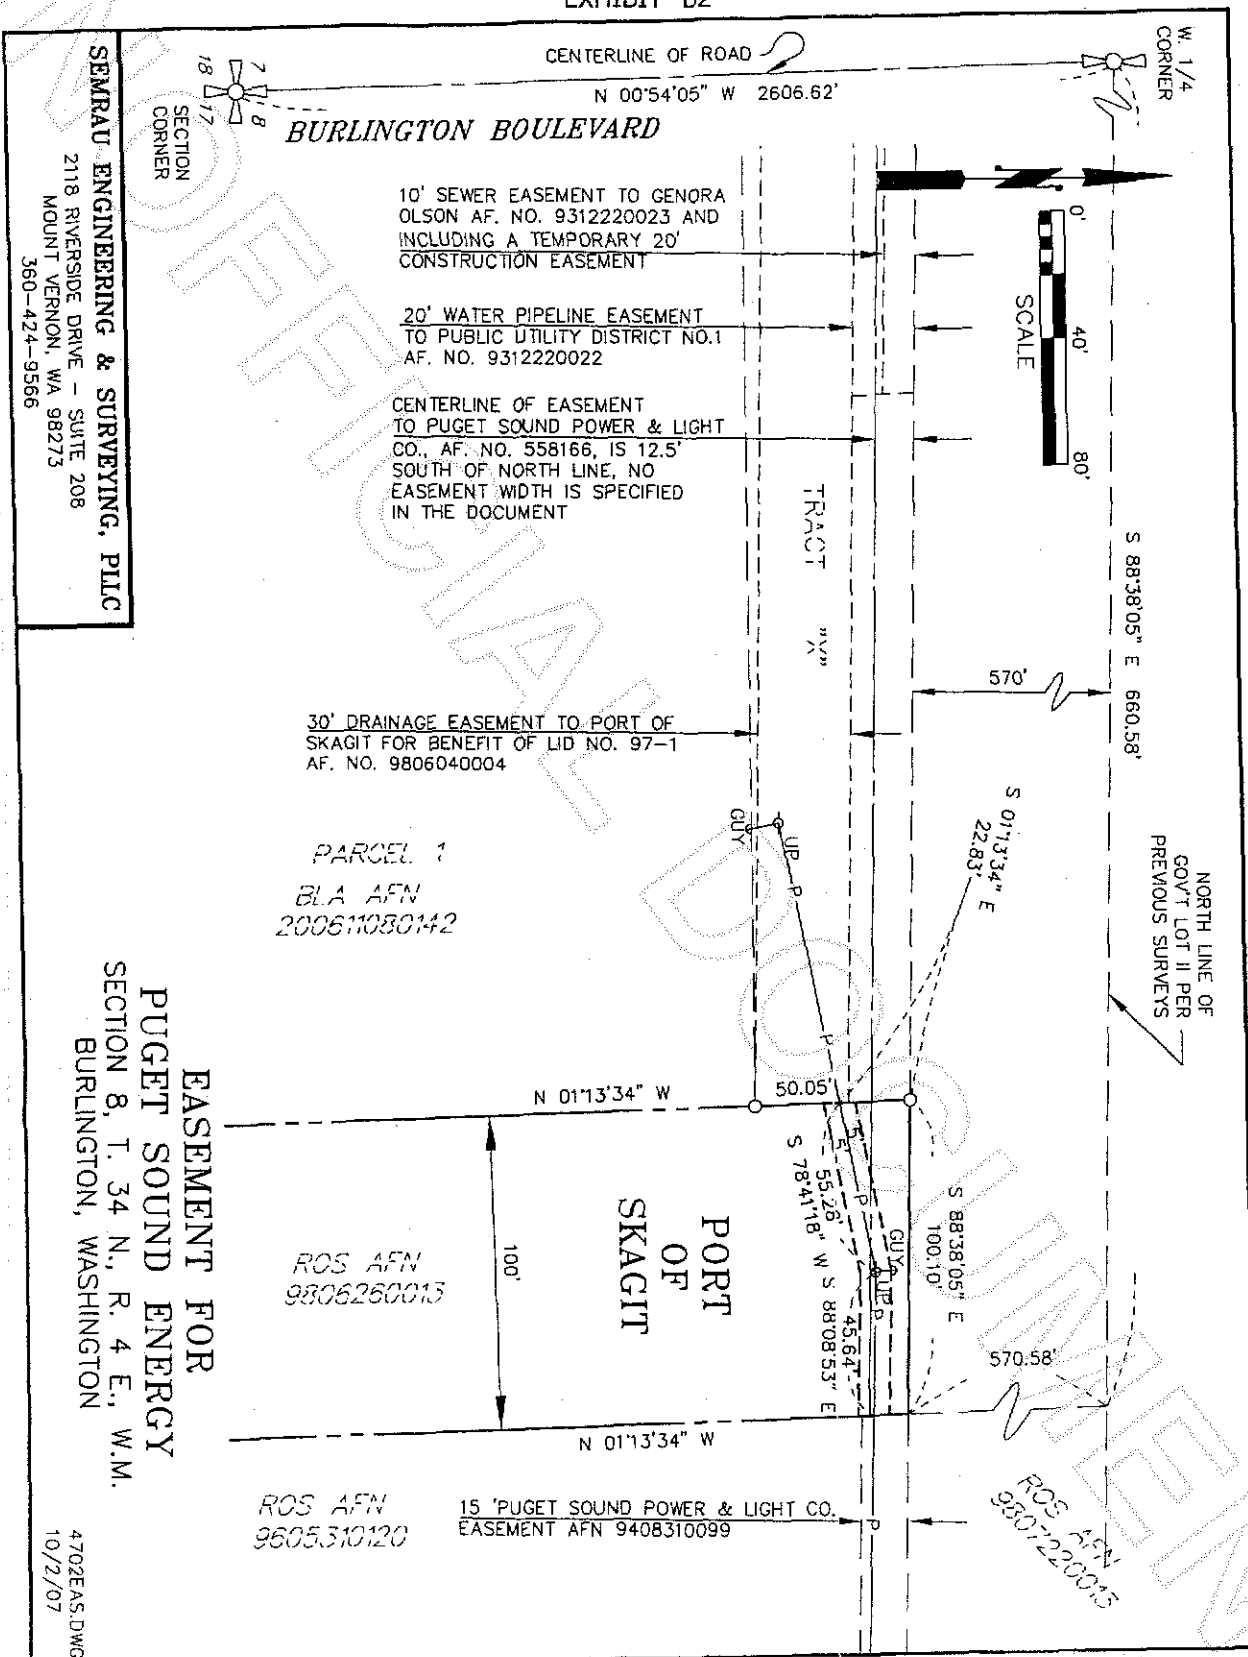 EXHIBIT B2
W. 1/4
CORNER
CENTERLINE OF ROAD
N 00°54'05" W 2606.62'
7
8
18
17
SECTION
CORNER
BURLINGTON BOULEVARD
10' SEWER EASEMENT TO GENORA
OLSON AF. NO. 9312220023 AND
INCLUDING A TEMPORARY 20'
CONSTRUCTION EASEMENT
20' WATER PIPELINE EASEMENT
TO PUBLIC UTILITY DISTRICT NO.1
AF. NO. 9312220022
CENTERLINE OF EASEMENT
TO PUGET SOUND POWER & LIGHT
CO., AF. NO. 558166, IS 12.5'
SOUTH OF NORTH LINE, NO
EASEMENT WIDTH IS SPECIFIED
IN THE DOCUMENT
0'
40'
80'
SCALE
TRACT "X"
S 88°38'05" E 660.58'
570'
30' DRAINAGE EASEMENT TO PORT OF
SKAGIT FOR BENEFIT OF LID NO. 97-1
AF. NO. 9806040004
S 01°13'34" E
22.83'
NORTH LINE OF
GOV'T LOT 11 PER
PREVIOUS SURVEYS
GUY
UP
P
P
PARCEL 1
BLA AFN
200611080142
N 01°13'34" W
50.05'
5'
5'
55.28'
S 78°41'18" W
P
GUY
UP
P
S 88°38'05" E
100.10'
45.64'
S 88°08'53" E
570.58'
PORT
OF
SKAGIT
100'
ROS AFN
9806260013
N 01°13'34" W
ROS AFN
9605310120
15 'PUGET SOUND POWER & LIGHT CO.
EASEMENT AFN 9408310099
P
ROS AFN
9807220013
SEMRAU ENGINEERING & SURVEYING, PLLC
2118 RIVERSIDE DRIVE - SUITE 208
MOUNT VERNON, WA 98273
360-424-9566
EASEMENT FOR
PUGET SOUND ENERGY
SECTION 8, T. 34 N., R. 4 E., W.M.
BURLINGTON, WASHINGTON
4702EAS.DWG
10/2/07
UNOFFICIAL DOCUMENT